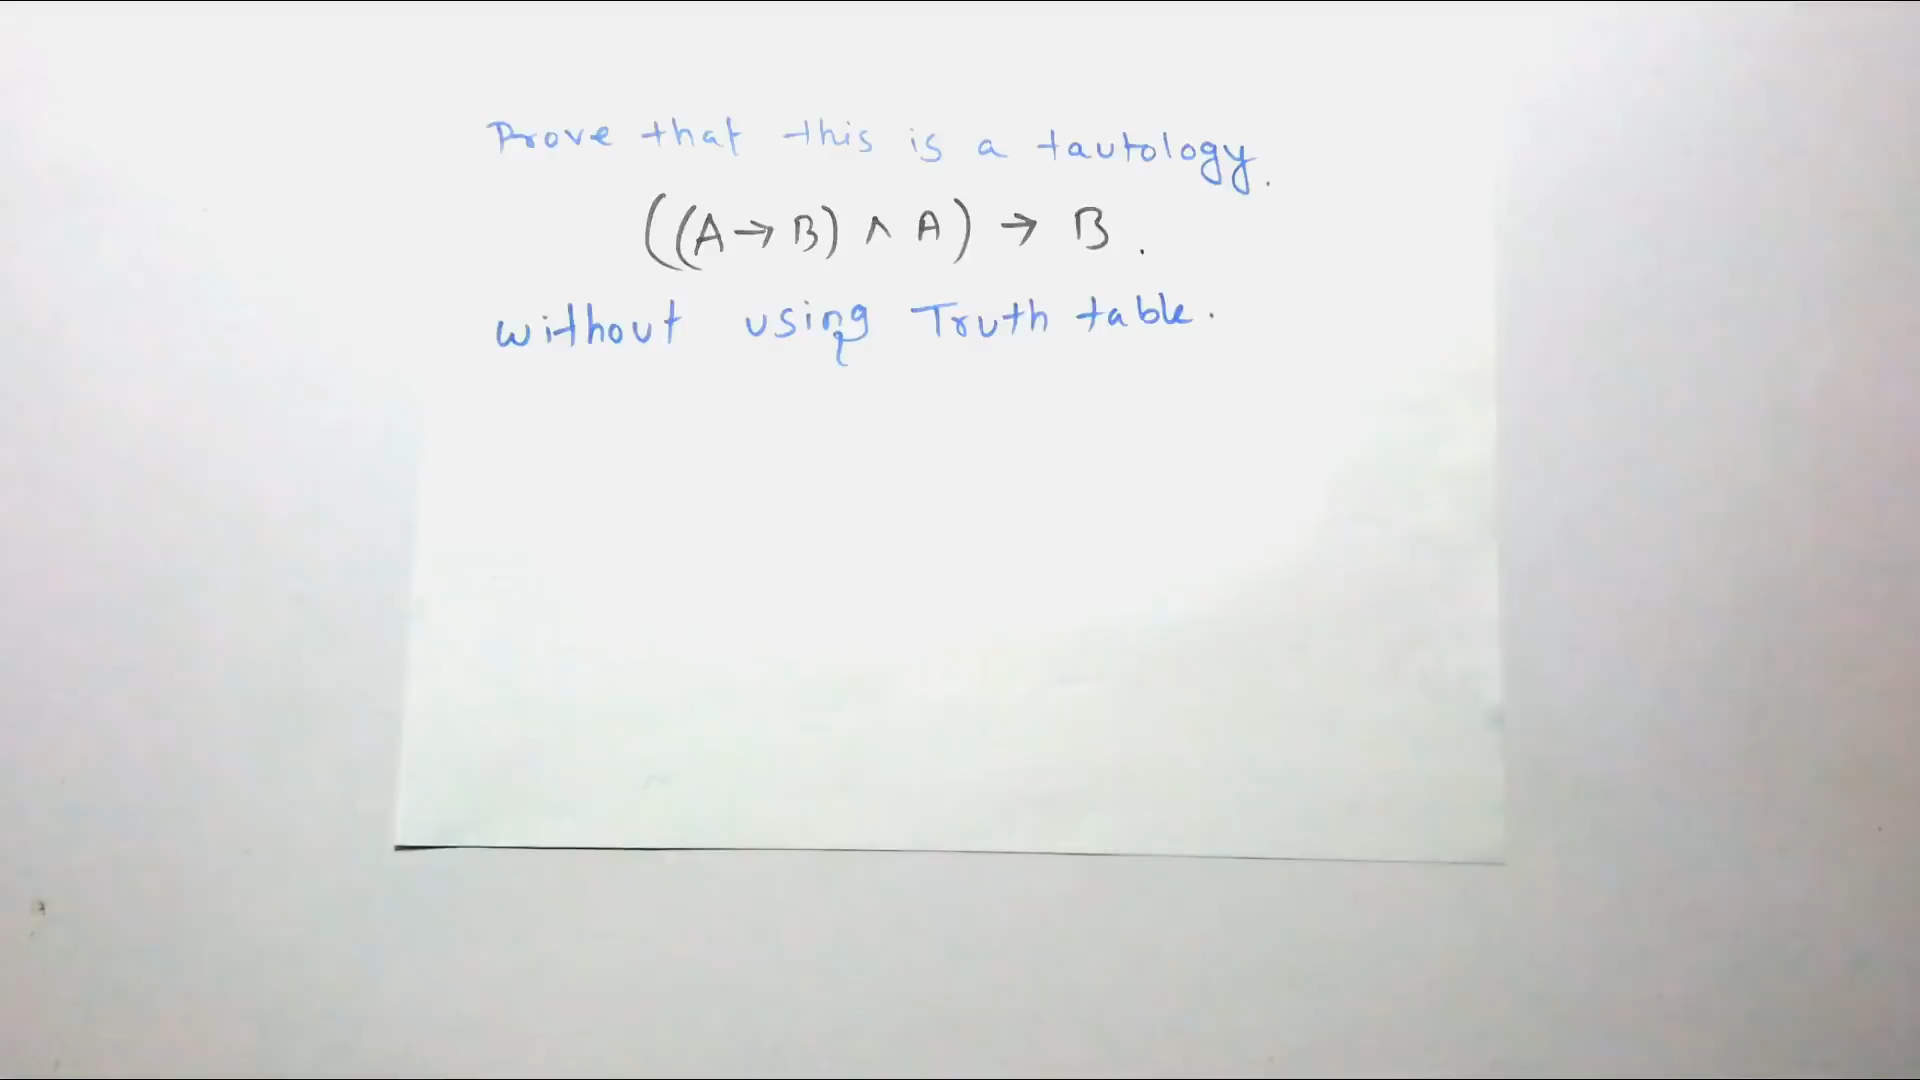 Prove that this is a tautology.
((A → B) ∧ A) → B.
without using Truth table.